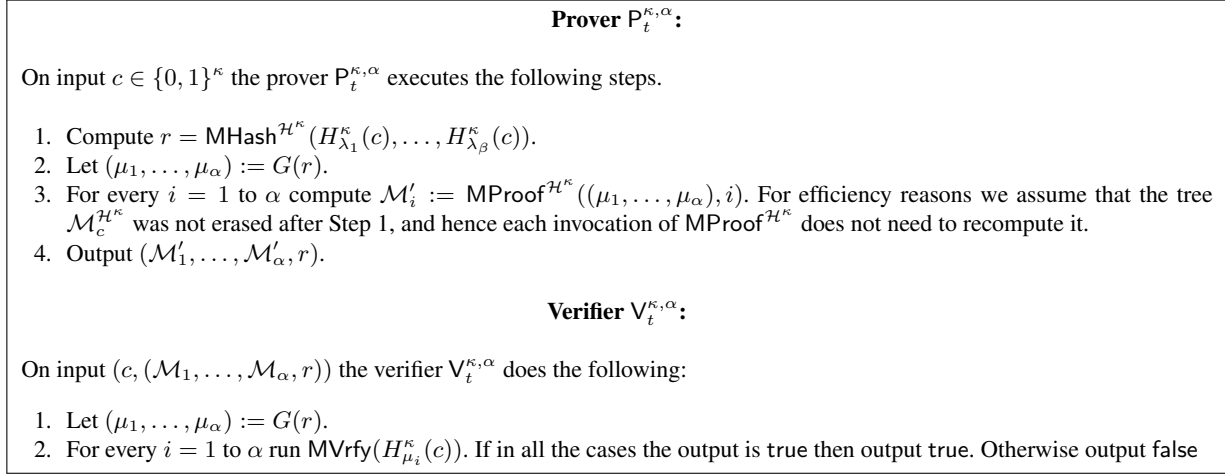 Prover P_t^{κ,α}:
On input c ∈ {0, 1}^κ the prover P_t^{κ,α} executes the following steps.
1. Compute r = MHash^{ℋ^κ}(H^κ_{λ_1}(c), …, H^κ_{λ_β}(c)).
2. Let (μ_1, …, μ_α) := G(r).
3. For every i = 1 to α compute ℳ′_i := MProof^{ℋ^κ}((μ_1, …, μ_α), i). For efficiency reasons we assume that the tree
ℳ_c^{ℋ^κ} was not erased after Step 1, and hence each invocation of MProof^{ℋ^κ} does not need to recompute it.
4. Output (ℳ′_1, …, ℳ′_α, r).
Verifier V_t^{κ,α}:
On input (c, (ℳ_1, …, ℳ_α, r)) the verifier V_t^{κ,α} does the following:
1. Let (μ_1, …, μ_α) := G(r).
2. For every i = 1 to α run MVrfy(H^κ_{μ_i}(c)). If in all the cases the output is true then output true. Otherwise output false